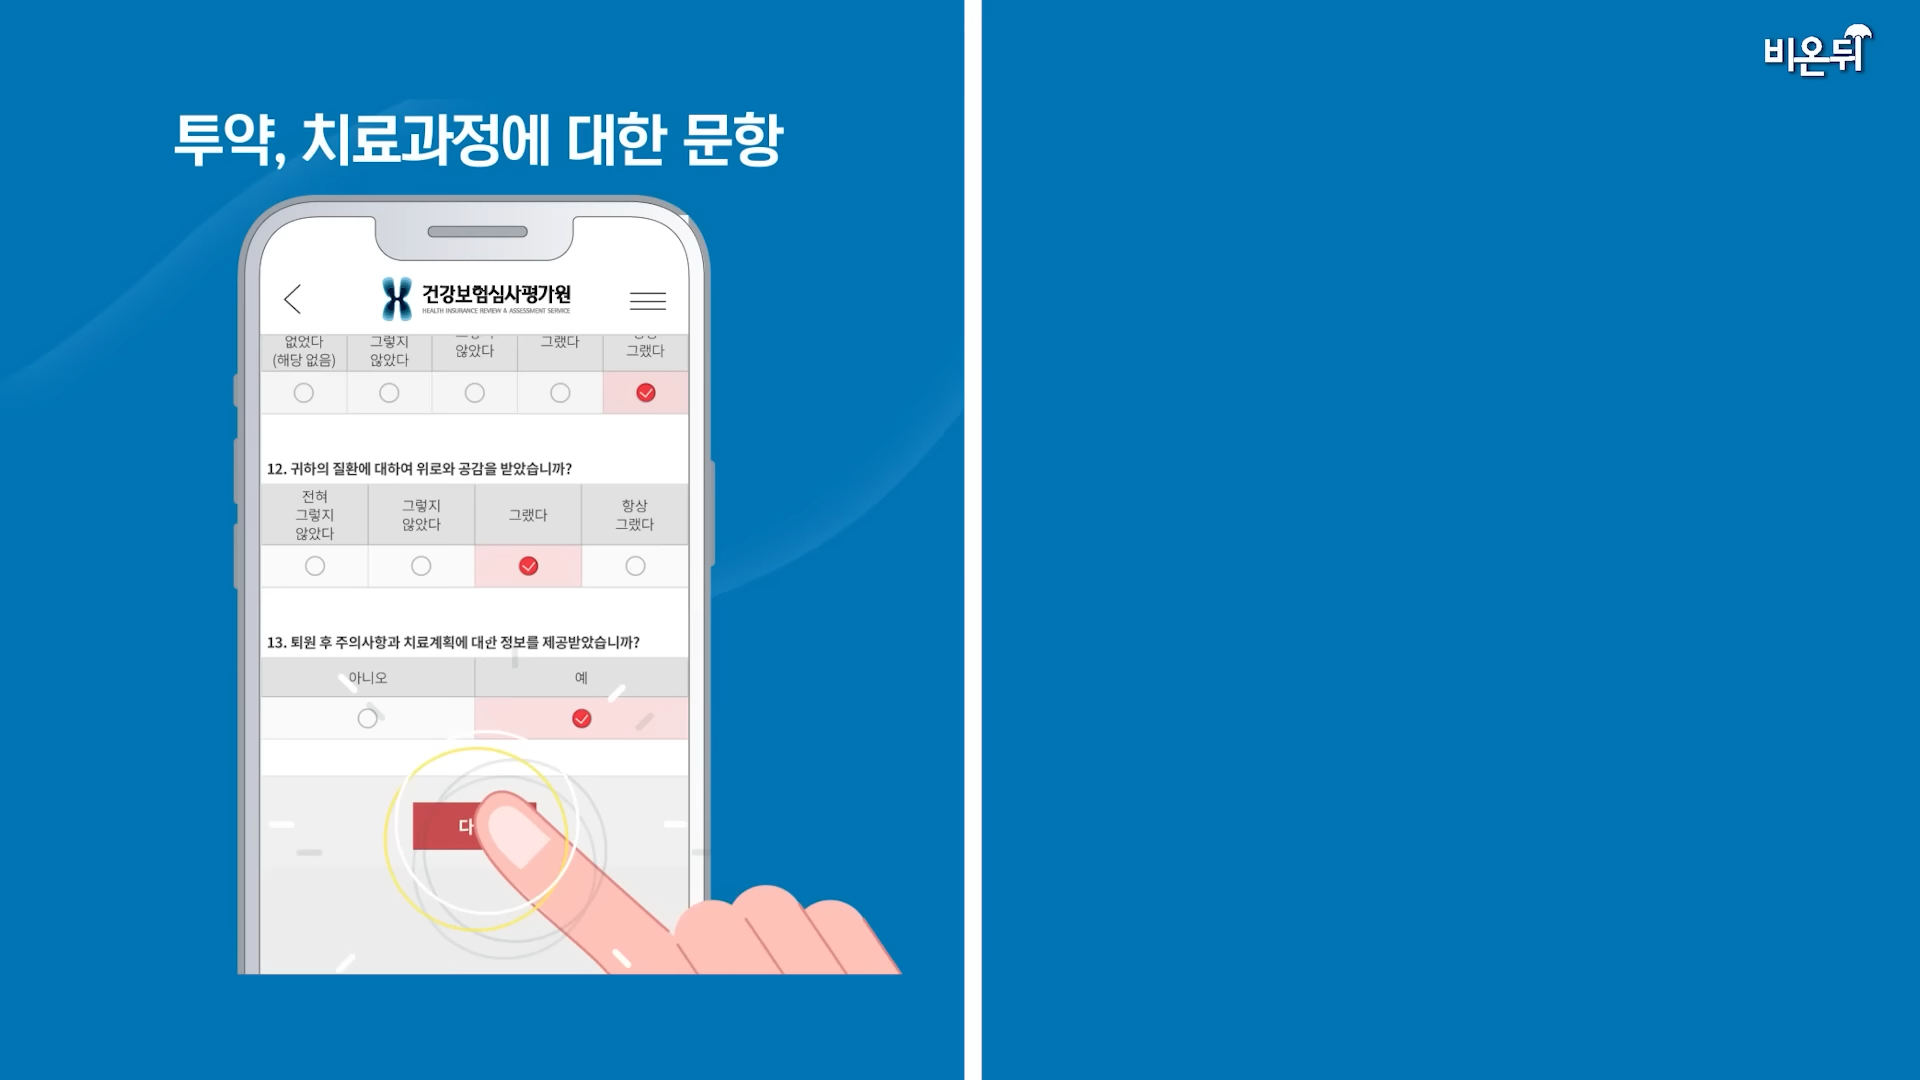 비온뒤
투약, 치료과정에 대한 문항
건강보험심사평가원
HEALTH INSURANCE REVIEW & ASSESSMENT SERVICE
없었다
(해당 없음)
그렇지
않았다
않았다
그랬다
그랬다
12. 귀하의 질환에 대하여 위로와 공감을 받았습니까?
전혀
그렇지
않았다
그렇지
않았다
그랬다
항상
그랬다
13. 퇴원 후 주의사항과 치료계획에 대한 정보를 제공받았습니까?
아니오
예
다